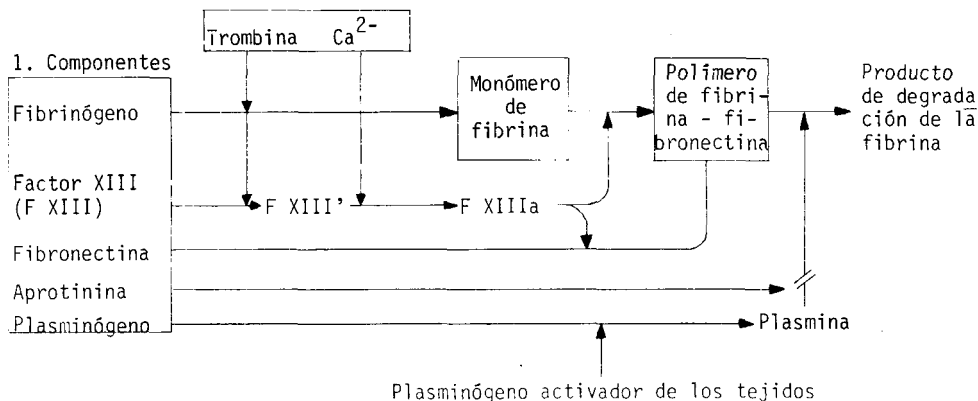 Trombina Ca2-
1. Componentes
Fibrinógeno
Monómero
de
fibrina
Polímero
de fibri-
na - fi-
bronectina
Producto
de degrada
ción de la
fibrina
Factor XIII
(F XIII)
F XIII'
F XIIIa
Fibronectina
Aprotinina
Plasminógeno
Plasmina
Plasminógeno activador de los tejidos